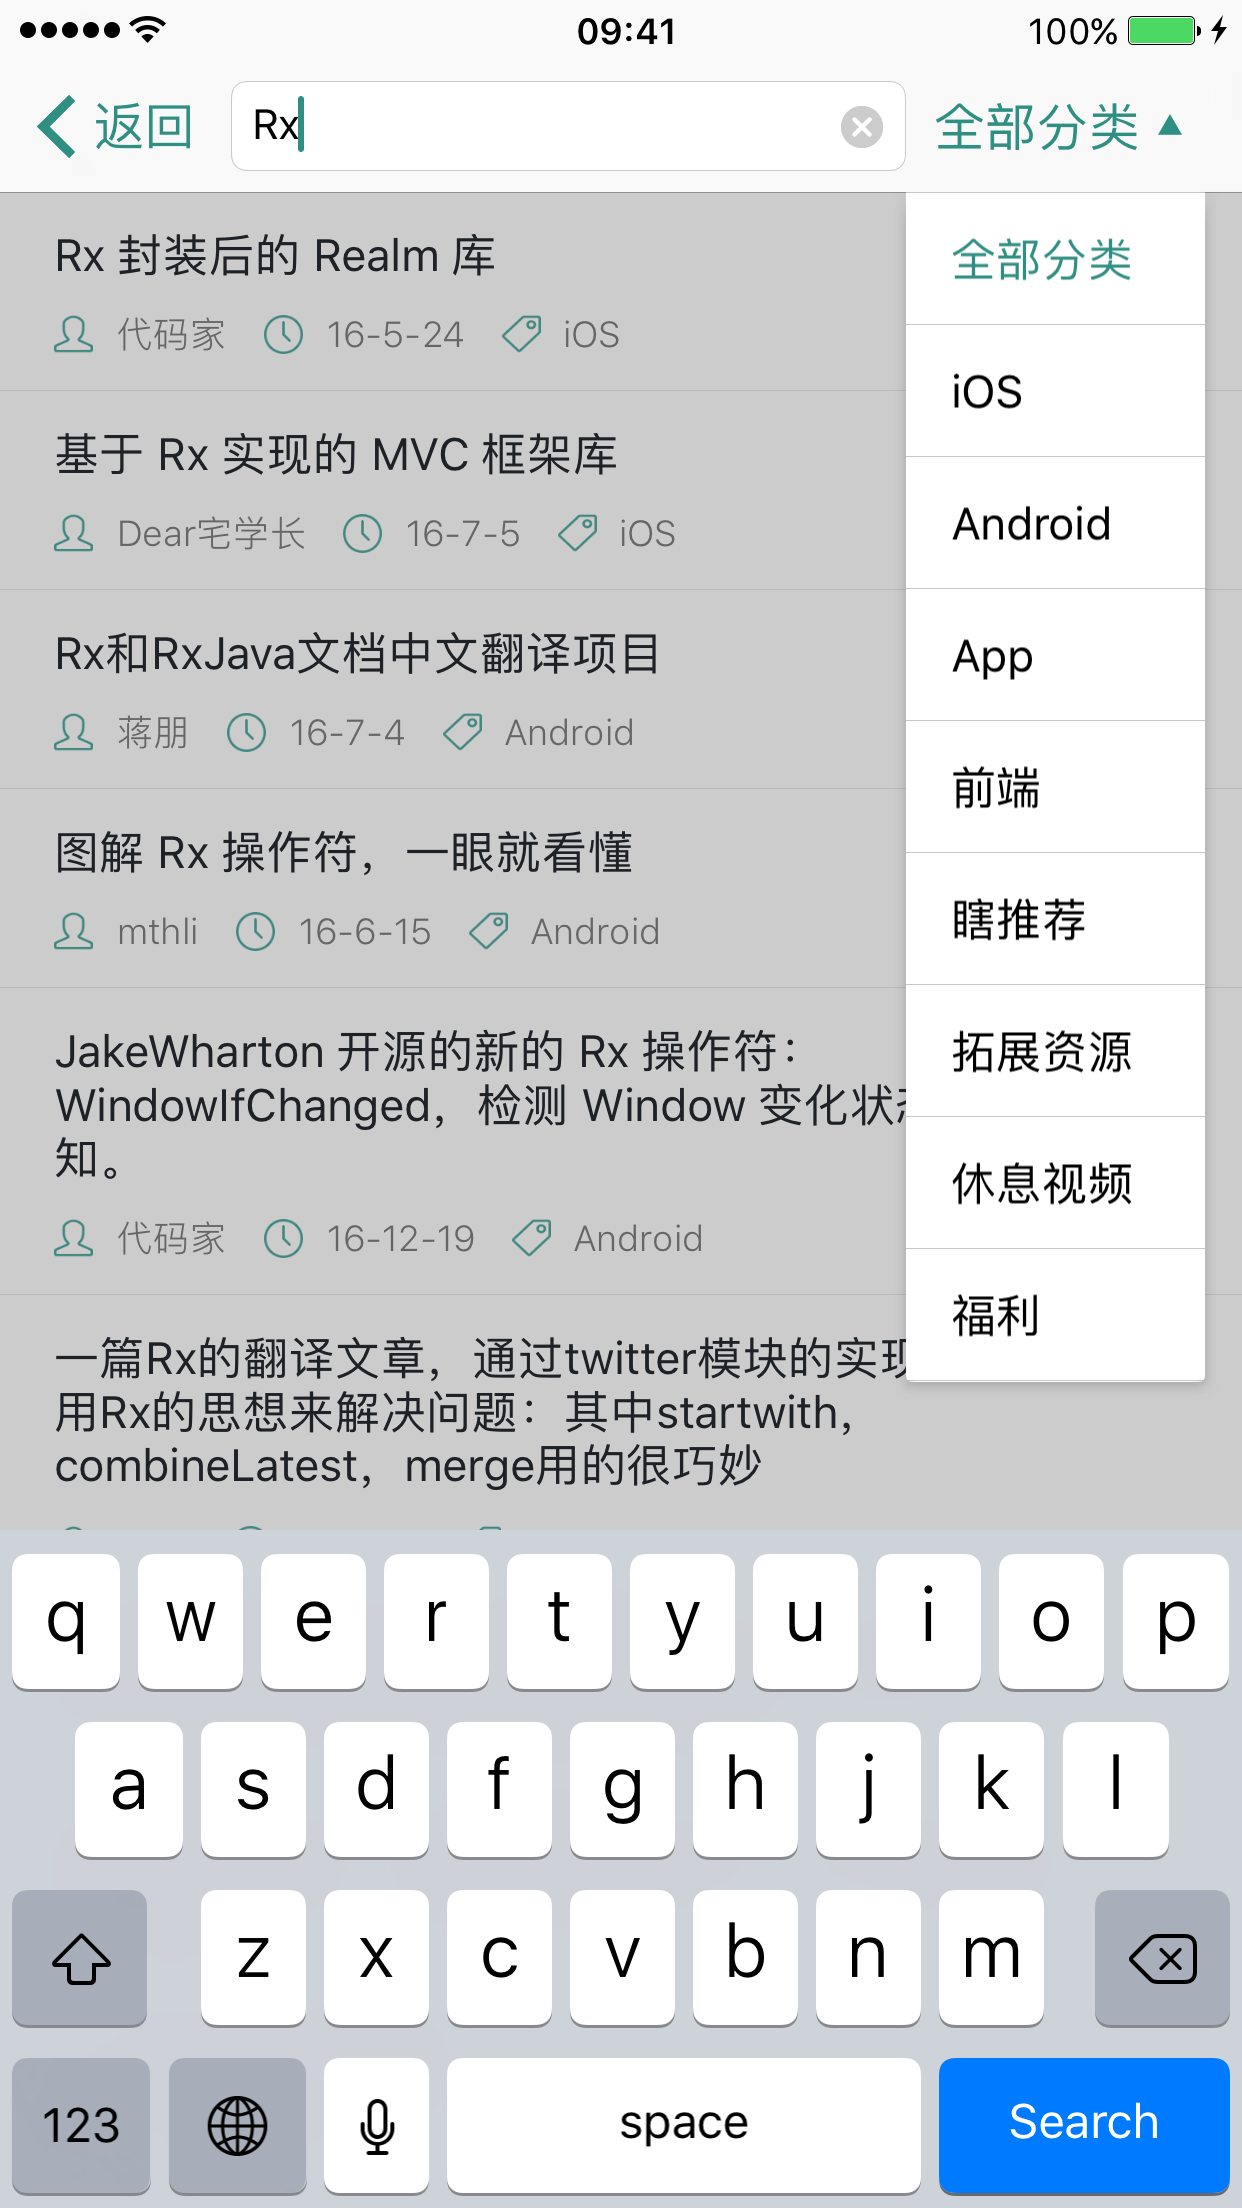 09:41
100%
返回
Rx
全部分类
Rx 封装后的 Realm 库
代码家 16-5-24 iOS
基于 Rx 实现的 MVC 框架库
Dear宅学长 16-7-5 iOS
Rx和RxJava文档中文翻译项目
蒋朋 16-7-4 Android
图解 Rx 操作符，一眼就看懂
mthli 16-6-15 Android
JakeWharton 开源的新的 Rx 操作符：
WindowIfChanged，检测 Window 变化状
知。
代码家 16-12-19 Android
一篇Rx的翻译文章，通过twitter模块的实现
用Rx的思想来解决问题：其中startwith，
combineLatest，merge用的很巧妙
全部分类
iOS
Android
App
前端
瞎推荐
拓展资源
休息视频
福利
q w e r t y u i o p
a s d f g h j k l
z x c v b n m
123 space Search